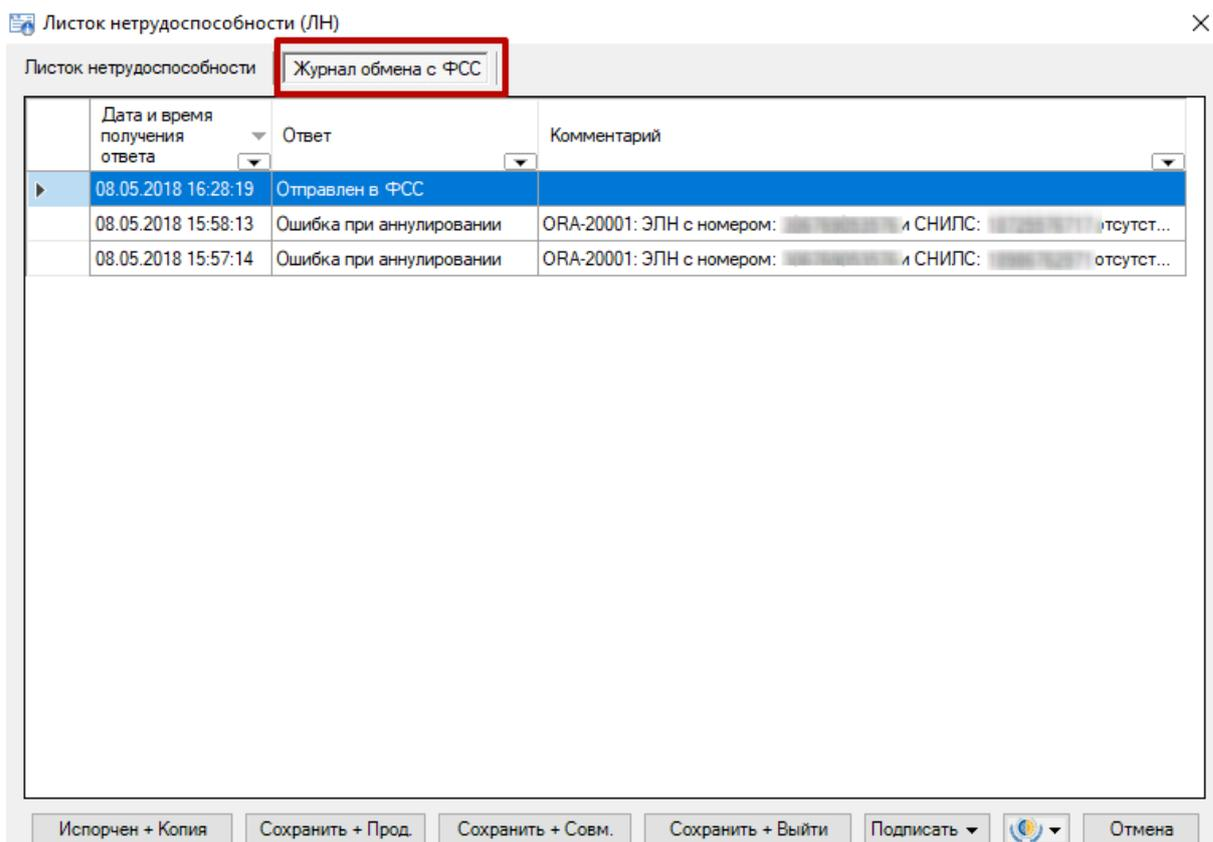 Листок нетрудоспособности (ЛН)
Листок нетрудоспособности Журнал обмена с ФСС
Дата и время
получения
ответа
Ответ
Комментарий
08.05.2018 16:28:19 Отправлен в ФСС
08.05.2018 15:58:13 Ошибка при аннулировании ORA-20001: ЭЛН с номером: и СНИЛС: отсутст...
08.05.2018 15:57:14 Ошибка при аннулировании ORA-20001: ЭЛН с номером: и СНИЛС: отсутст...
Испорчен + Копия Сохранить + Прод. Сохранить + Совм. Сохранить + Выйти Подписать Отмена